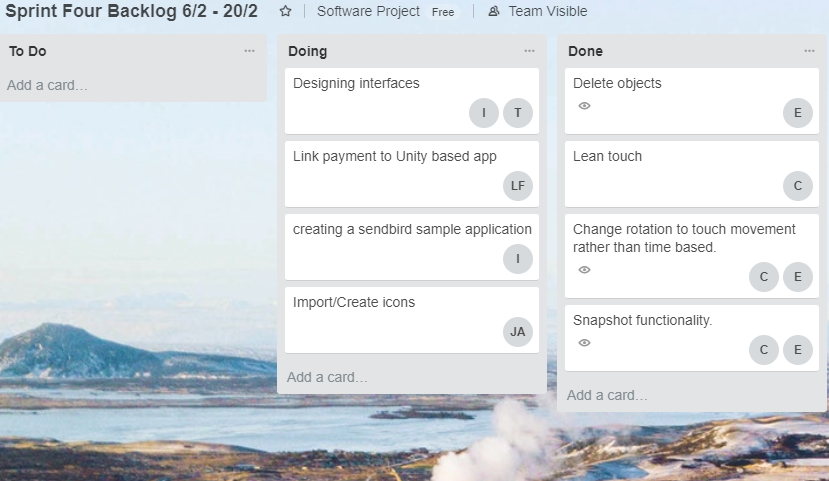 Sprint Four Backlog 6/2 - 20/2
Software Project Free
Team Visible
To Do
Add a card...
Doing
Designing interfaces
I T
Link payment to Unity based app
LF
creating a sendbird sample application
I
Import/Create icons
JA
Add a card...
Done
Delete objects
E
Lean touch
C
Change rotation to touch movement
rather than time based.
C E
Snapshot functionality.
C E
Add a card...